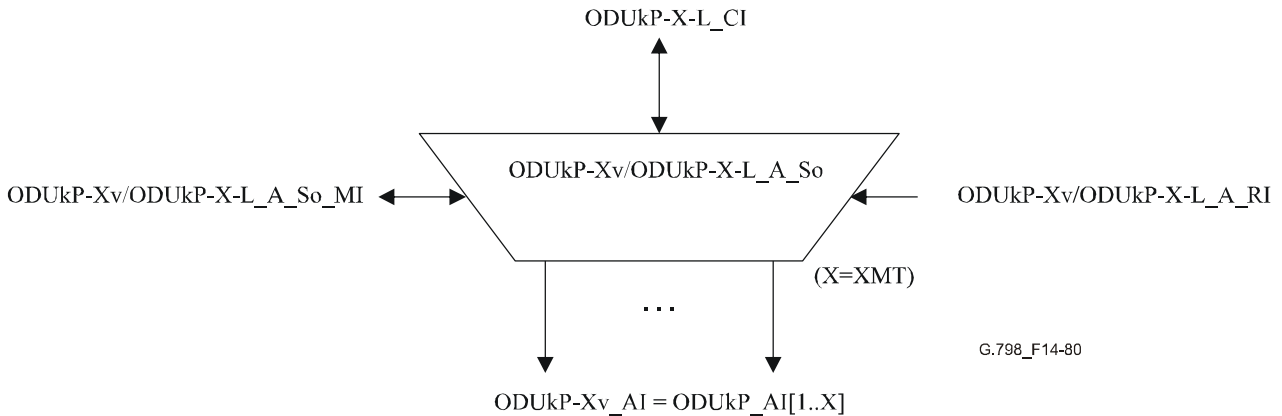 ODUkP-X-L_CI
ODUkP-Xv/ODUkP-X-L_A_So
ODUkP-Xv/ODUkP-X-L_A_So_MI
ODUkP-Xv/ODUkP-X-L_A_RI
(X=XMT)
...
G.798_F14-80
ODUkP-Xv_AI = ODUkP_AI[1..X]